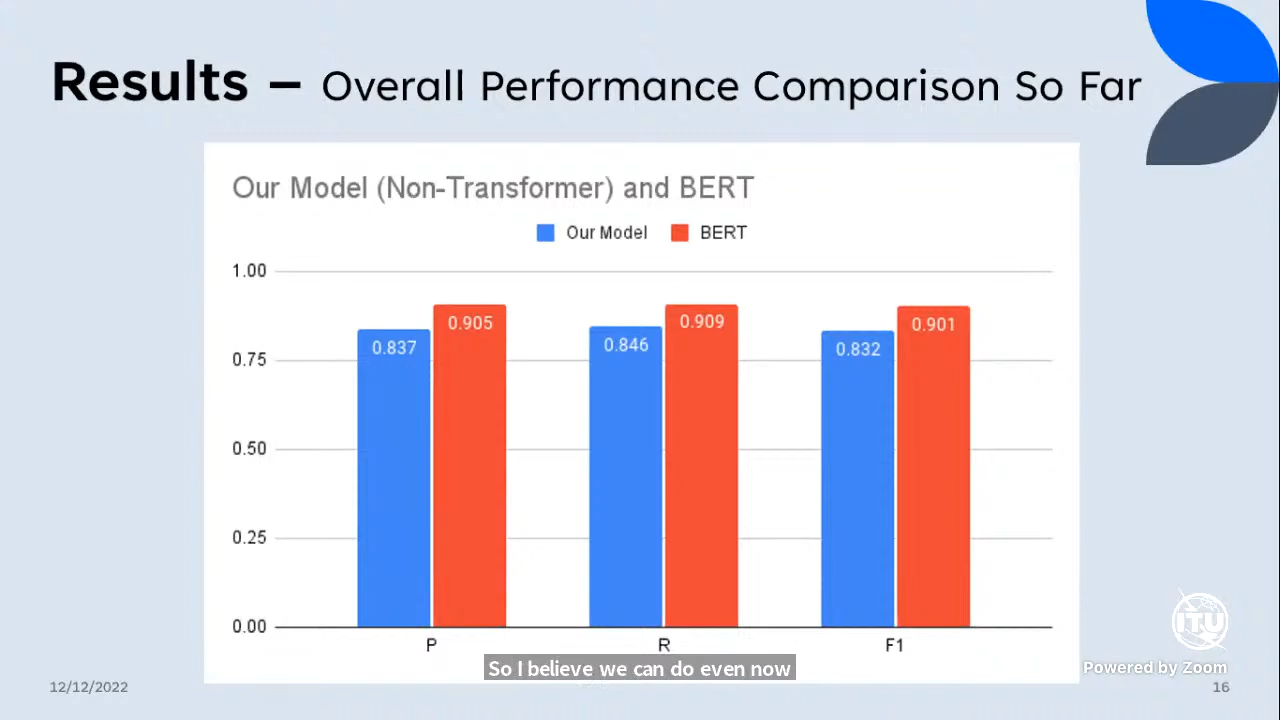 Results – Overall Performance Comparison So Far
Our Model (Non-Transformer) and BERT
Our Model BERT
1.00
0.75
0.50
0.25
0.00
0.837 0.905 0.846 0.909 0.832 0.901
P R F1
So I believe we can do even now
ITU
Powered by Zoom
12/12/2022
16